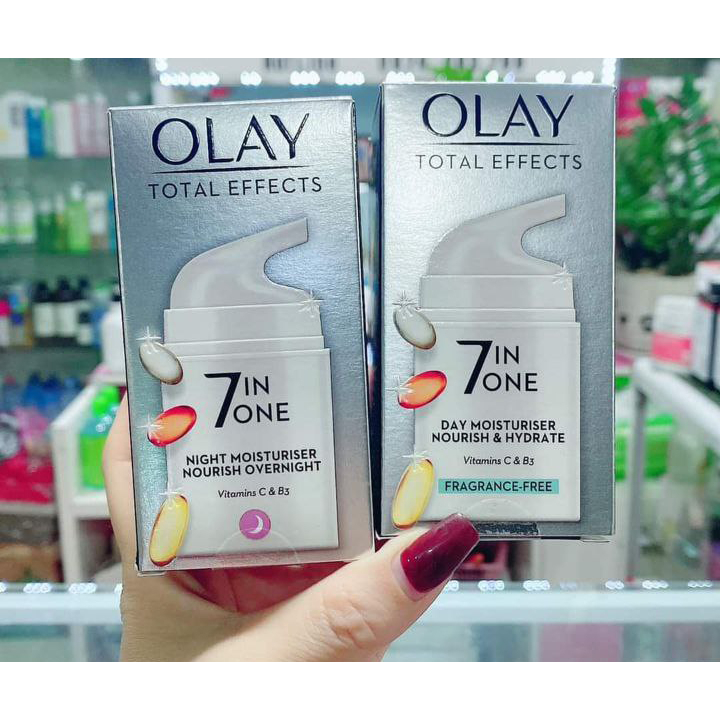 OLAY
TOTAL EFFECTS
7 IN
ONE
NIGHT MOISTURISER
NOURISH OVERNIGHT
Vitamins C & B3
OLAY
TOTAL EFFECTS
7 IN
ONE
DAY MOISTURISER
NOURISH & HYDRATE
Vitamins C & B3
FRAGRANCE-FREE